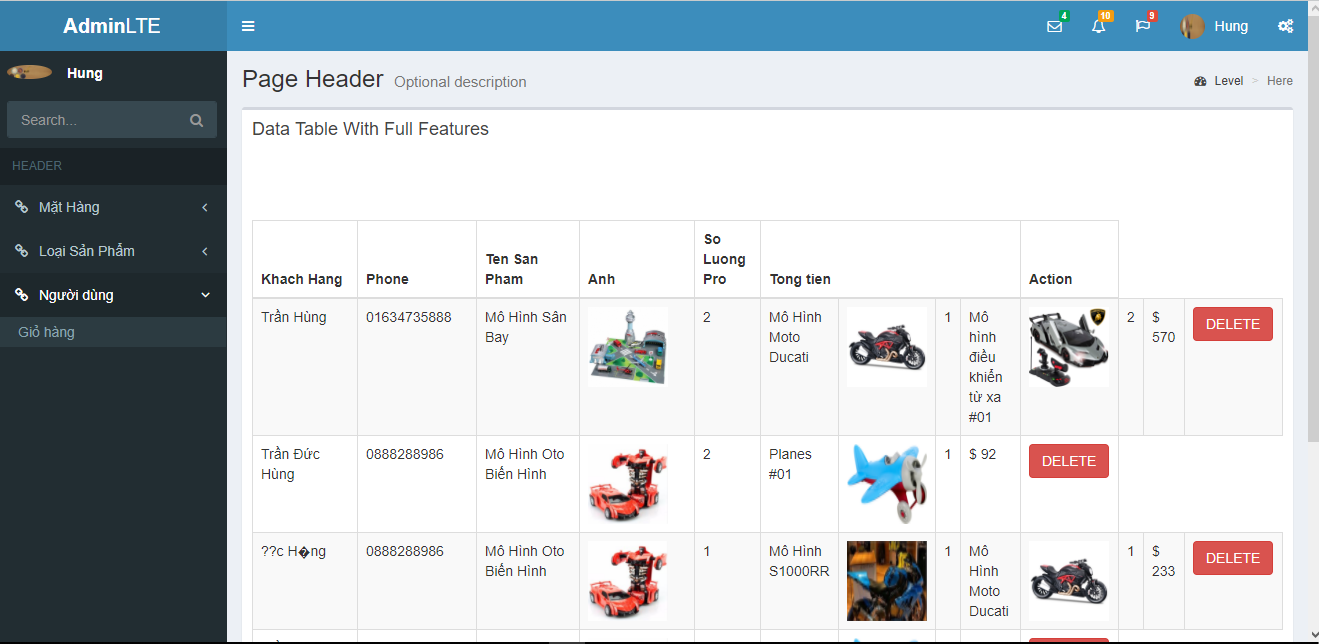 AdminLTE
4
10
9
Hung
Hung
Search...
HEADER
Mặt Hàng
Loại Sản Phẩm
Người dùng
Giỏ hàng
Page Header Optional description
Level > Here
Data Table With Full Features
Khach Hang
Phone
Ten San
Pham
Anh
So
Luong
Pro
Tong tien
Action
Trần Hùng
01634735888
Mô Hình Sân
Bay
2
Mô Hình
Moto
Ducati
1
Mô
hình
điều
khiển
từ xa
#01
2
$
570
DELETE
Trần Đức
Hùng
0888288986
Mô Hình Oto
Biến Hình
2
Planes
#01
1
$ 92
DELETE
??c H�ng
0888288986
Mô Hình Oto
Biến Hình
1
Mô Hình
S1000RR
1
Mô
Hình
Moto
Ducati
1
$
233
DELETE